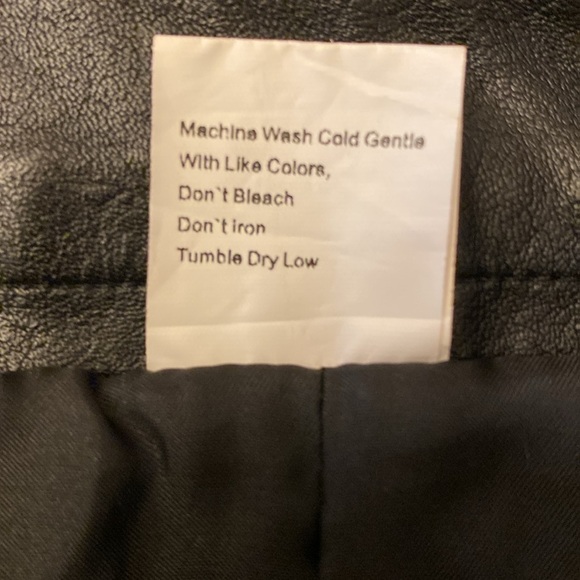 Machine Wash Cold Gentle
With Like Colors,
Don`t Bleach
Don`t iron
Tumble Dry Low